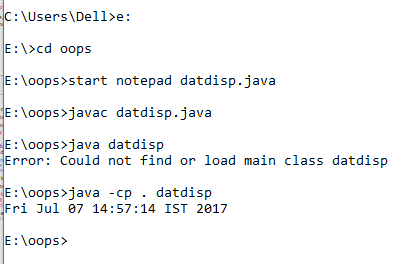 C:\Users\Dell>e:
E:\>cd oops
E:\oops>start notepad datdisp.java
E:\oops>javac datdisp.java
E:\oops>java datdisp
Error: Could not find or load main class datdisp
E:\oops>java -cp . datdisp
Fri Jul 07 14:57:14 IST 2017
E:\oops>